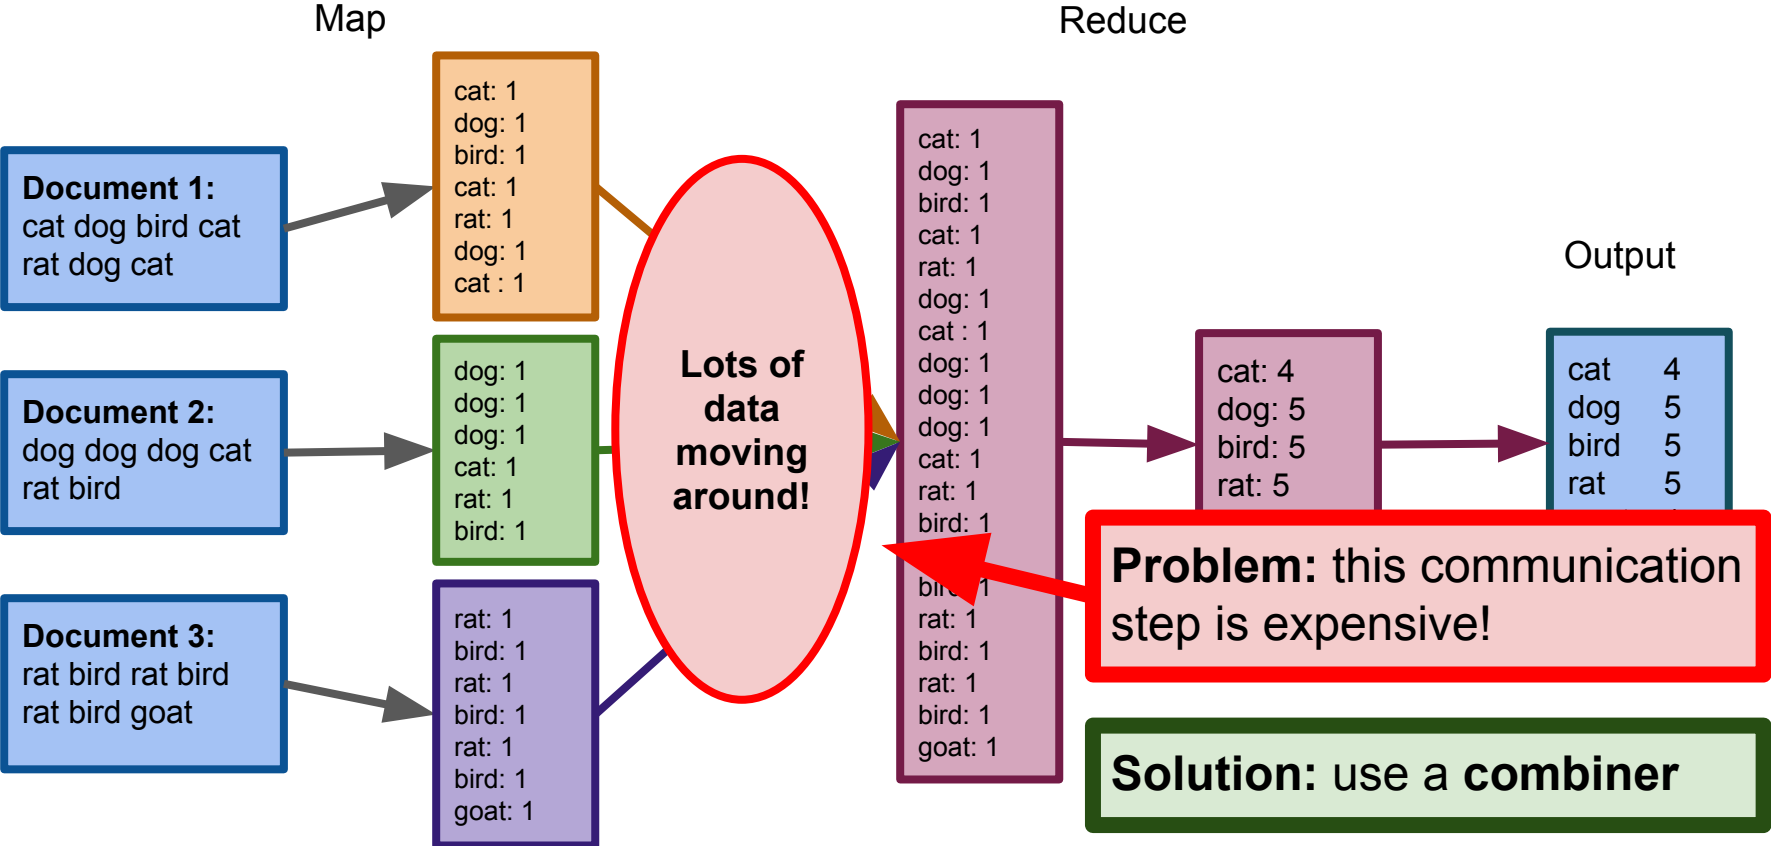 Map
Reduce
Document 1:
cat dog bird cat
rat dog cat
Document 2:
dog dog dog cat
rat bird
Document 3:
rat bird rat bird
rat bird goat
cat: 1
dog: 1
bird: 1
cat: 1
rat: 1
dog: 1
cat : 1
dog: 1
dog: 1
dog: 1
cat: 1
rat: 1
bird: 1
rat: 1
bird: 1
rat: 1
bird: 1
rat: 1
bird: 1
goat: 1
Lots of
data
moving
around!
cat: 1
dog: 1
bird: 1
cat: 1
rat: 1
dog: 1
cat : 1
dog: 1
dog: 1
dog: 1
cat: 1
rat: 1
bird: 1
bird: 1
rat: 1
bird: 1
rat: 1
bird: 1
goat: 1
cat: 4
dog: 5
bird: 5
rat: 5
Output
cat 4
dog 5
bird 5
rat 5
Problem: this communication
step is expensive!
Solution: use a combiner